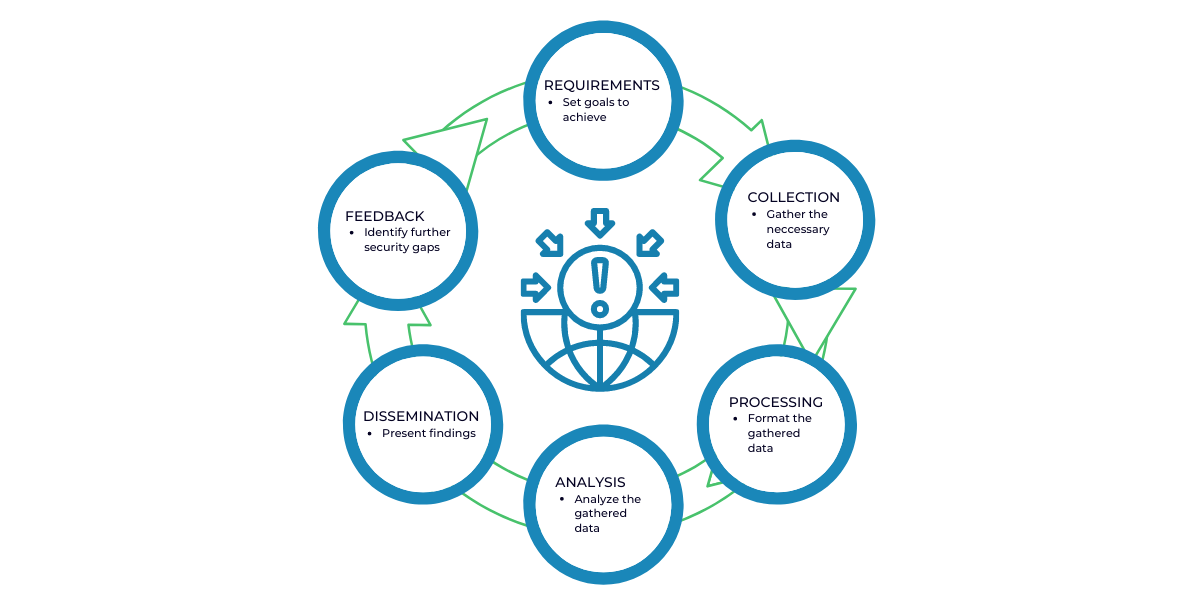 REQUIREMENTS
• Set goals to
achieve
COLLECTION
• Gather the
neccessary
data
PROCESSING
• Format the
gathered
data
ANALYSIS
• Analyze the
gathered
data
DISSEMINATION
• Present findings
FEEDBACK
• Identify further
security gaps
!